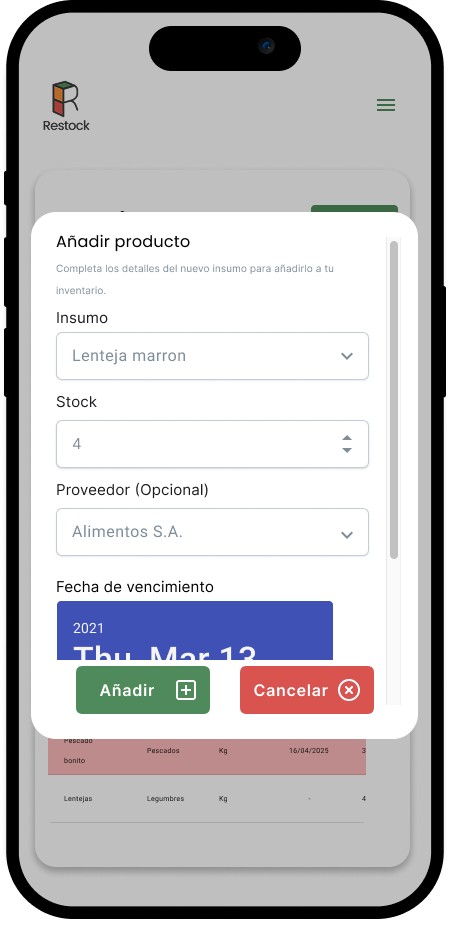 Restock
Añadir producto
Completa los detalles del nuevo insumo para añadirlo a tu
inventario.
Insumo
Lenteja marron
Stock
4
Proveedor (Opcional)
Alimentos S.A.
Fecha de vencimiento
2021
Thu, Mar 13
Añadir
Cancelar
Pescado
bonito
Pescados Kg 16/04/2025 3
Lentejas Legumbres Kg - 4